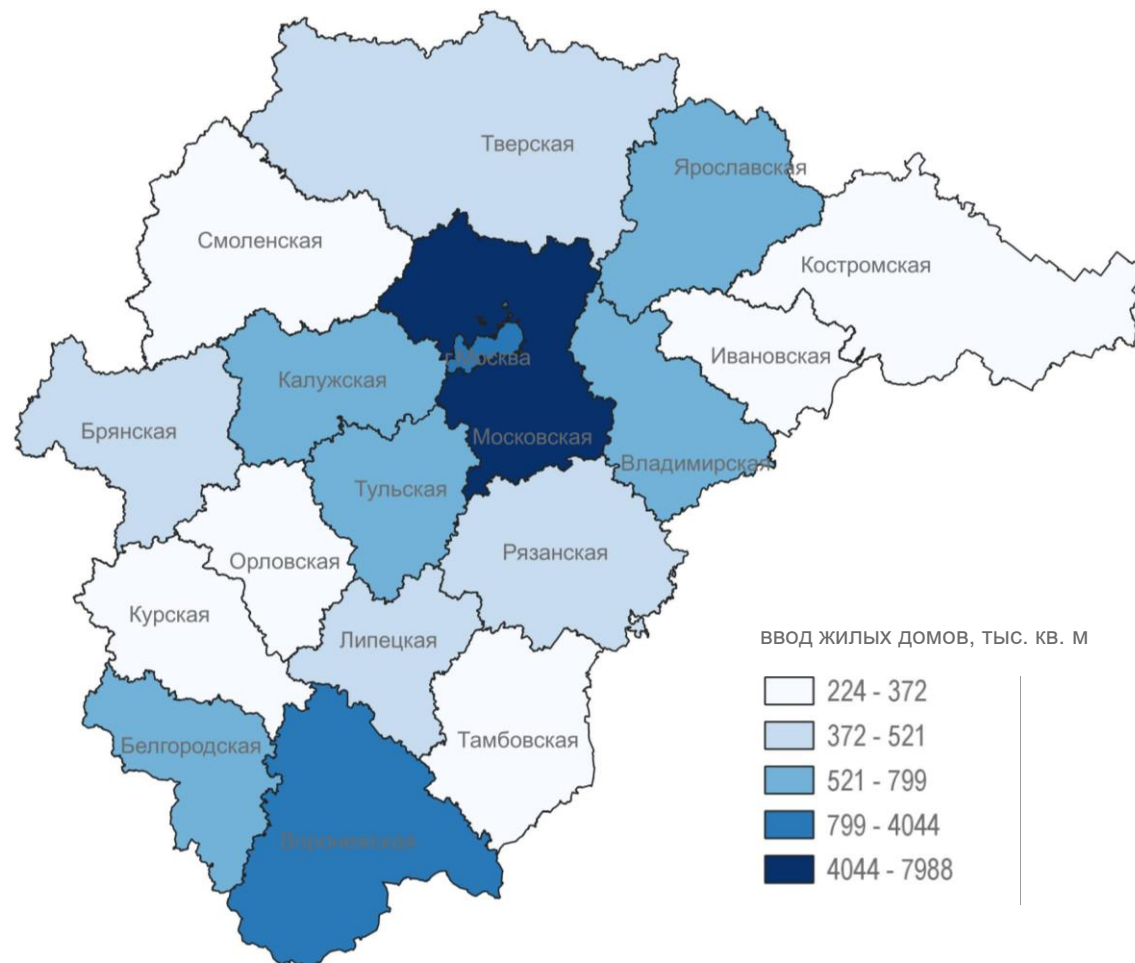 Тверская
Ярославская
Смоленская
Костромская
г.Москва
Ивановская
Калужская
Брянская
Московская
Владимирская
Тульская
Рязанская
Орловская
Курская
Липецкая
ВВОД ЖИЛЫХ ДОМОВ, ТЫС. КВ. М
224 - 372
Тамбовская
372 - 521
Белгородская
521 - 799
799 - 4044
Воронежская
4044 - 7988